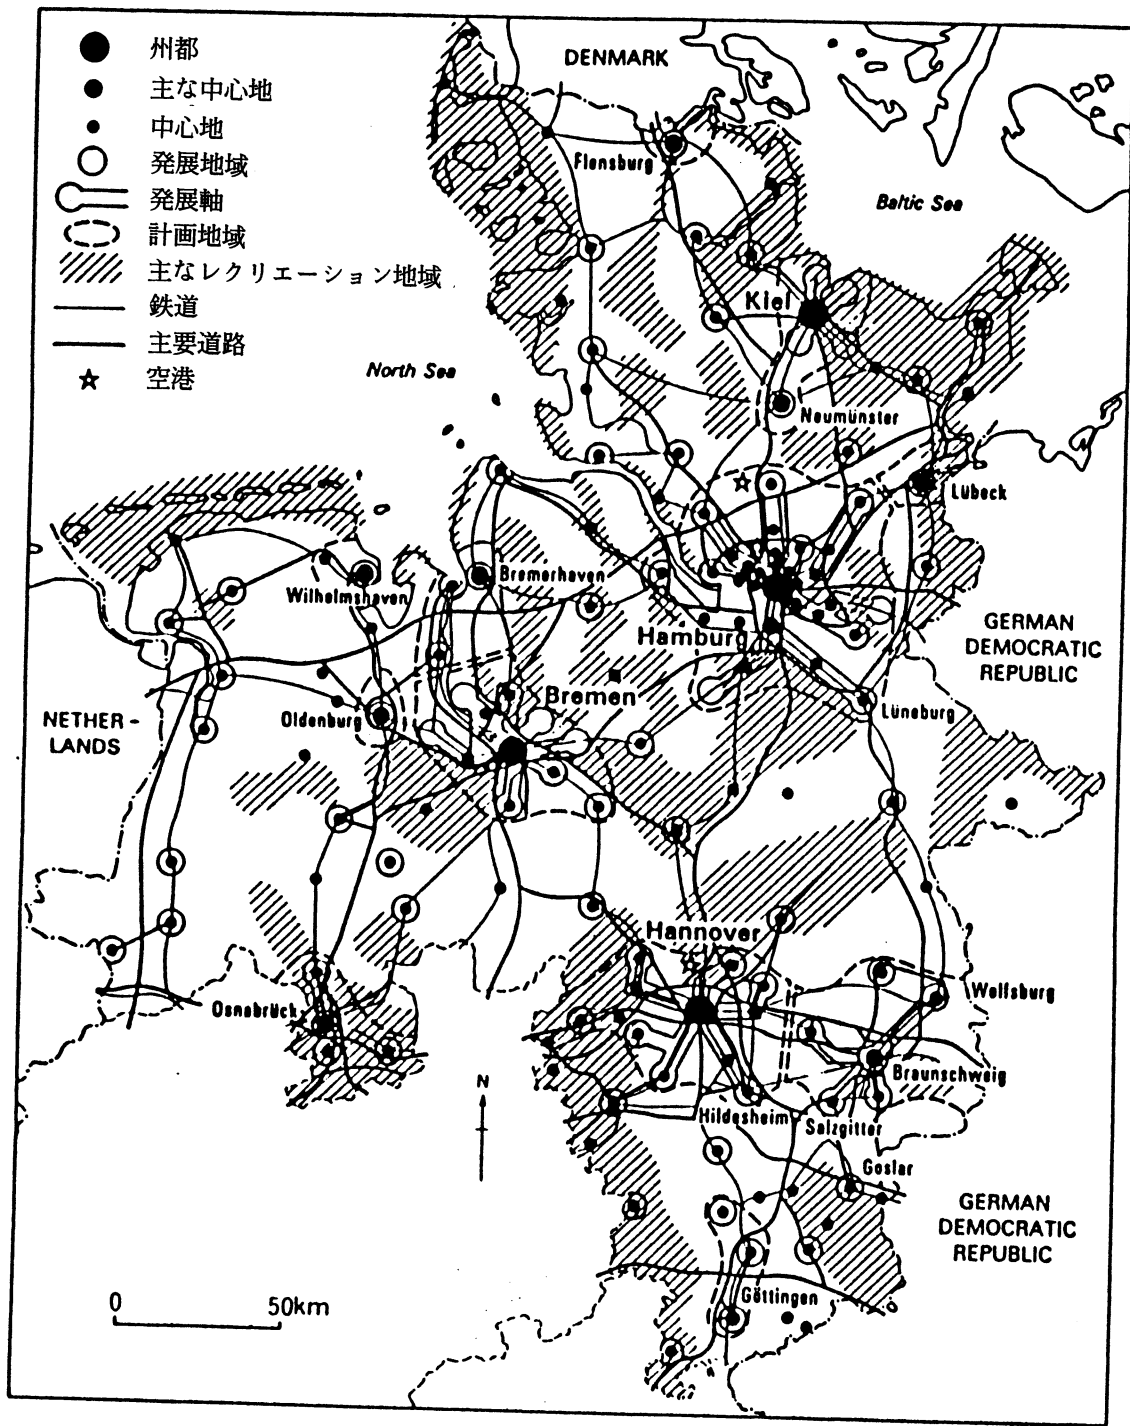 州都
主な中心地
中心地
発展地域
発展軸
計画地域
主なレクリエーション地域
鉄道
主要道路
空港
DENMARK
Flensburg
Baltic Sea
Kiel
North Sea
Neumünster
Lübeck
Bremerhaven
Wilhelmshaven
Hamburg
GERMAN
DEMOCRATIC
REPUBLIC
Bremen
NETHER-
LANDS
Oldenburg
Lüneburg
Hannover
Wolfsburg
Osnabrück
Braunschweig
N
Hildesheim
Salzgitter
Goslar
GERMAN
DEMOCRATIC
REPUBLIC
Göttingen
0 50km